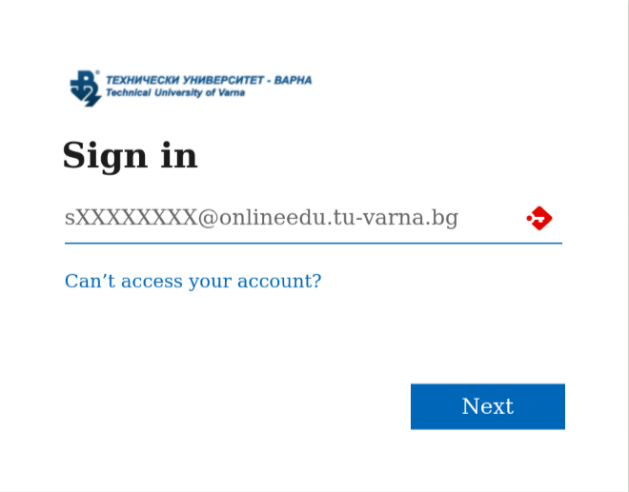 ТЕХНИЧЕСКИ УНИВЕРСИТЕТ - ВАРНА
Technical University of Varna
Sign in
sXXXXXXXX@onlineedu.tu-varna.bg
Can’t access your account?
Next